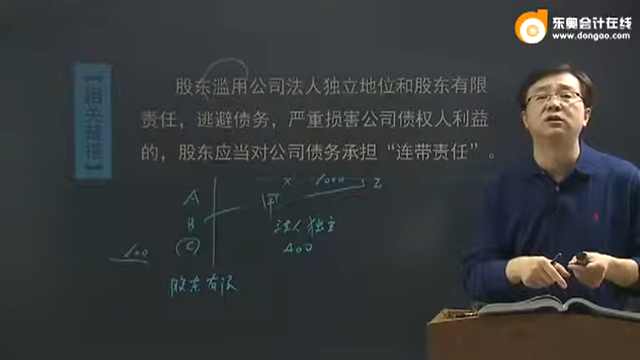 东奥会计在线
www.dongao.com
【相关链接】
股东滥用公司法人独立地位和股东有限
责任，逃避债务，严重损害公司债权人利益
的，股东应当对公司债务承担“连带责任”。
A
B
C
100
股东有限
甲
法人独立
400
1000
乙